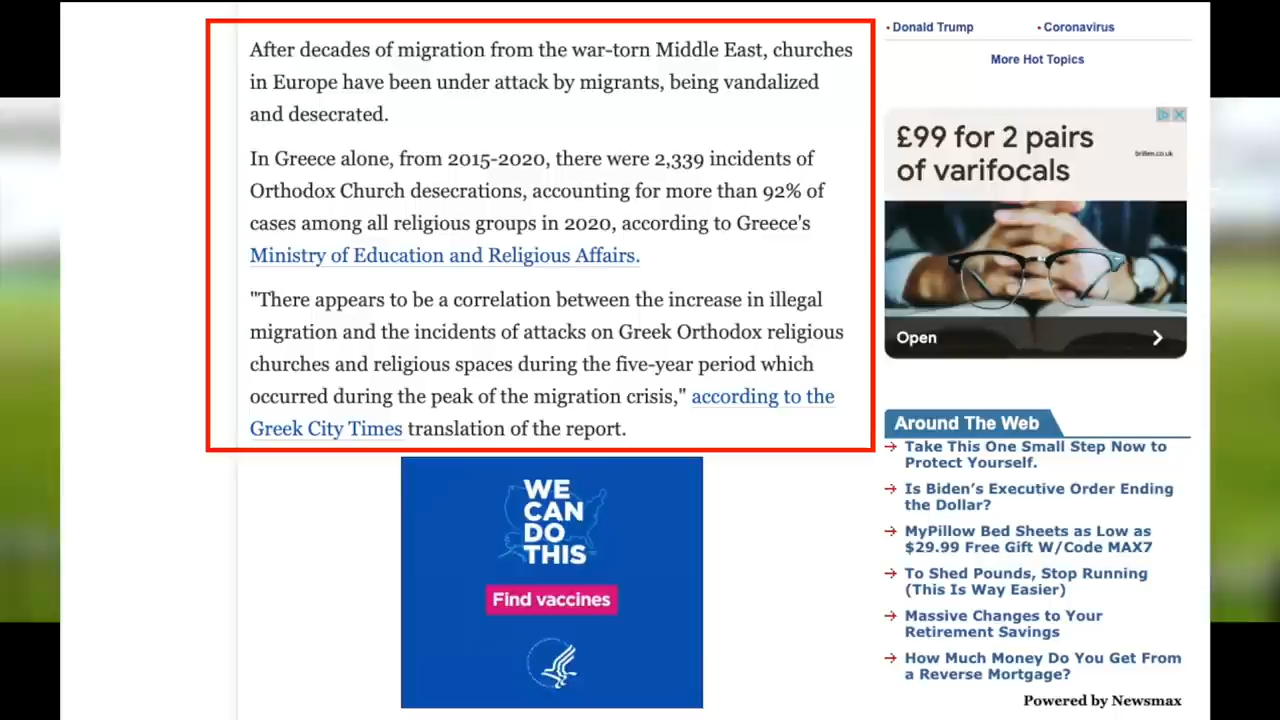 After decades of migration from the war-torn Middle East, churches
in Europe have been under attack by migrants, being vandalized
and desecrated.
In Greece alone, from 2015-2020, there were 2,339 incidents of
Orthodox Church desecrations, accounting for more than 92% of
cases among all religious groups in 2020, according to Greece's
Ministry of Education and Religious Affairs.
"There appears to be a correlation between the increase in illegal
migration and the incidents of attacks on Greek Orthodox religious
churches and religious spaces during the five-year period which
occurred during the peak of the migration crisis," according to the
Greek City Times translation of the report.
WE
CAN
DO
THIS
Find vaccines
• Donald Trump
• Coronavirus
More Hot Topics
£99 for 2 pairs
of varifocals
Open
Around The Web
Take This One Small Step Now to
Protect Yourself.
Is Biden's Executive Order Ending
the Dollar?
MyPillow Bed Sheets as Low as
$29.99 Free Gift W/Code MAX7
To Shed Pounds, Stop Running
(This Is Way Easier)
Massive Changes to Your
Retirement Savings
How Much Money Do You Get From
a Reverse Mortgage?
Powered by Newsmax